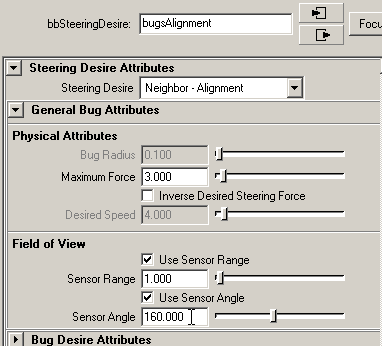 bbSteeringDesire: bugsAlignment
Focu
Steering Desire Attributes
Steering Desire Neighbor - Alignment
General Bug Attributes
Physical Attributes
Bug Radius 0.100
Maximum Force 3.000
Inverse Desired Steering Force
Desired Speed 4.000
Field of View
Use Sensor Range
Sensor Range 1.000
Use Sensor Angle
Sensor Angle 160.000
Bug Desire Attributes